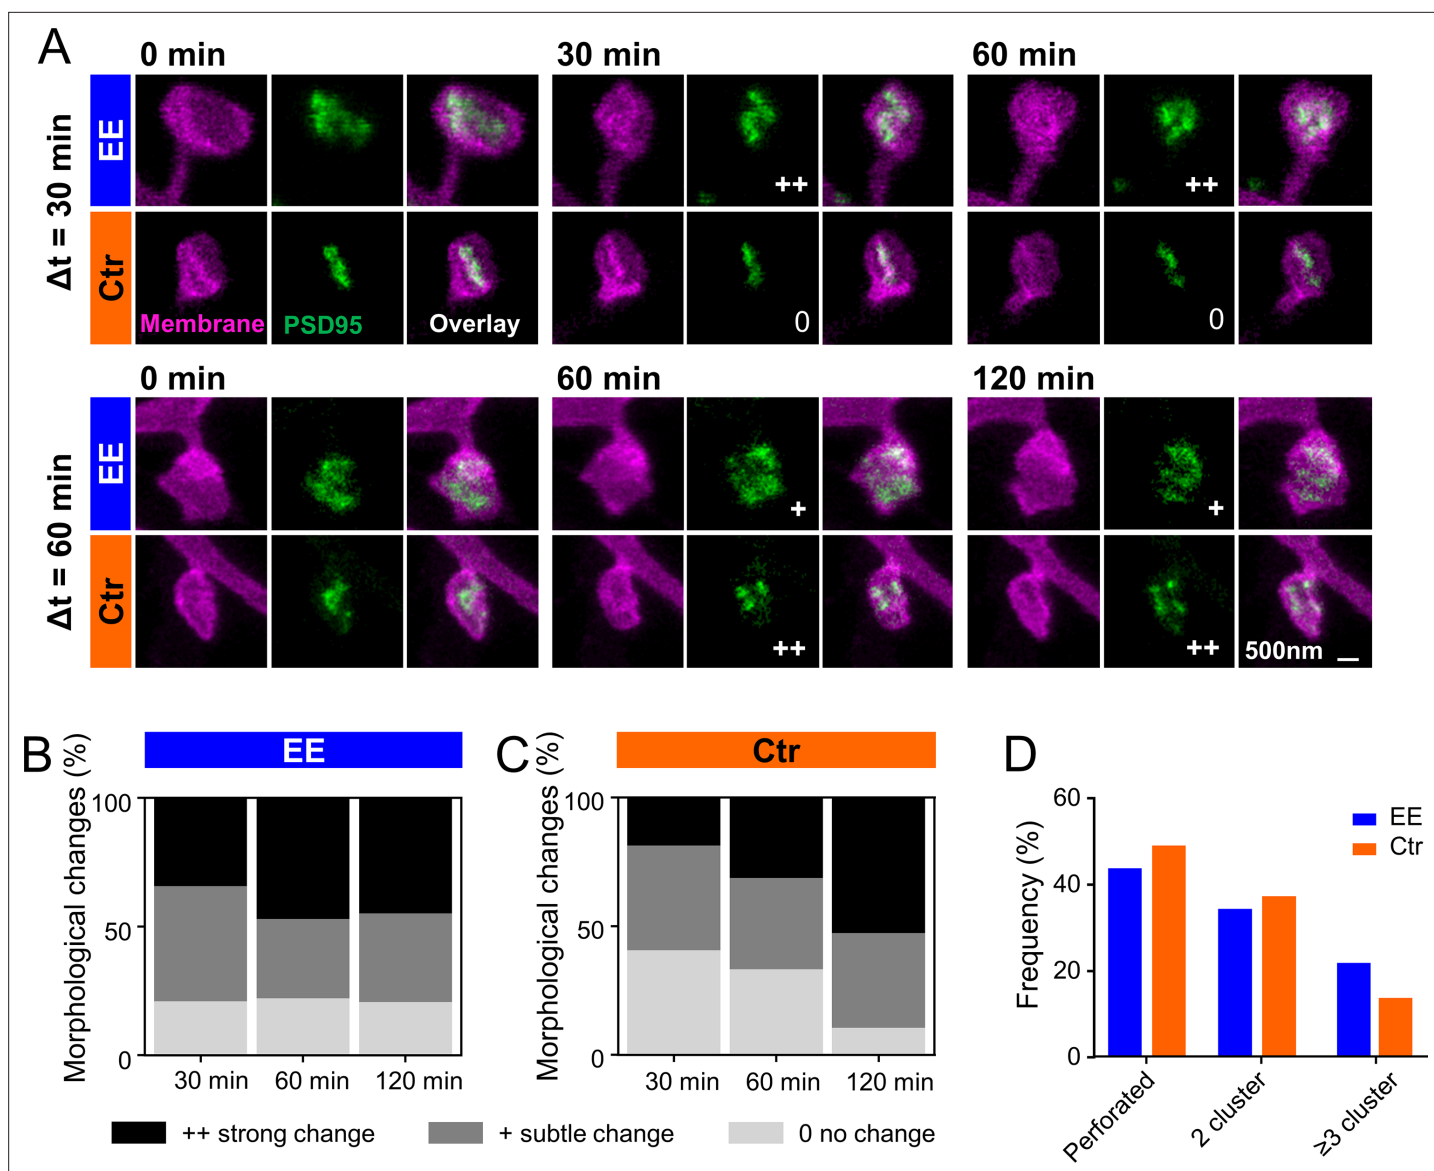 A
0 min 30 min 60 min
Δt = 30 min
EE
++ ++
Ctr
Membrane PSD95 Overlay 0 0
0 min 60 min 120 min
Δt = 60 min
EE
+ +
Ctr
++ ++ 500nm
B EE
Morphological changes (%)
100
50
0
30 min 60 min 120 min
C Ctr
Morphological changes (%)
100
50
0
30 min 60 min 120 min
++ strong change + subtle change 0 no change
D
Frequency (%)
60
40
20
0
EE
Ctr
Perforated 2 cluster ≥3 cluster